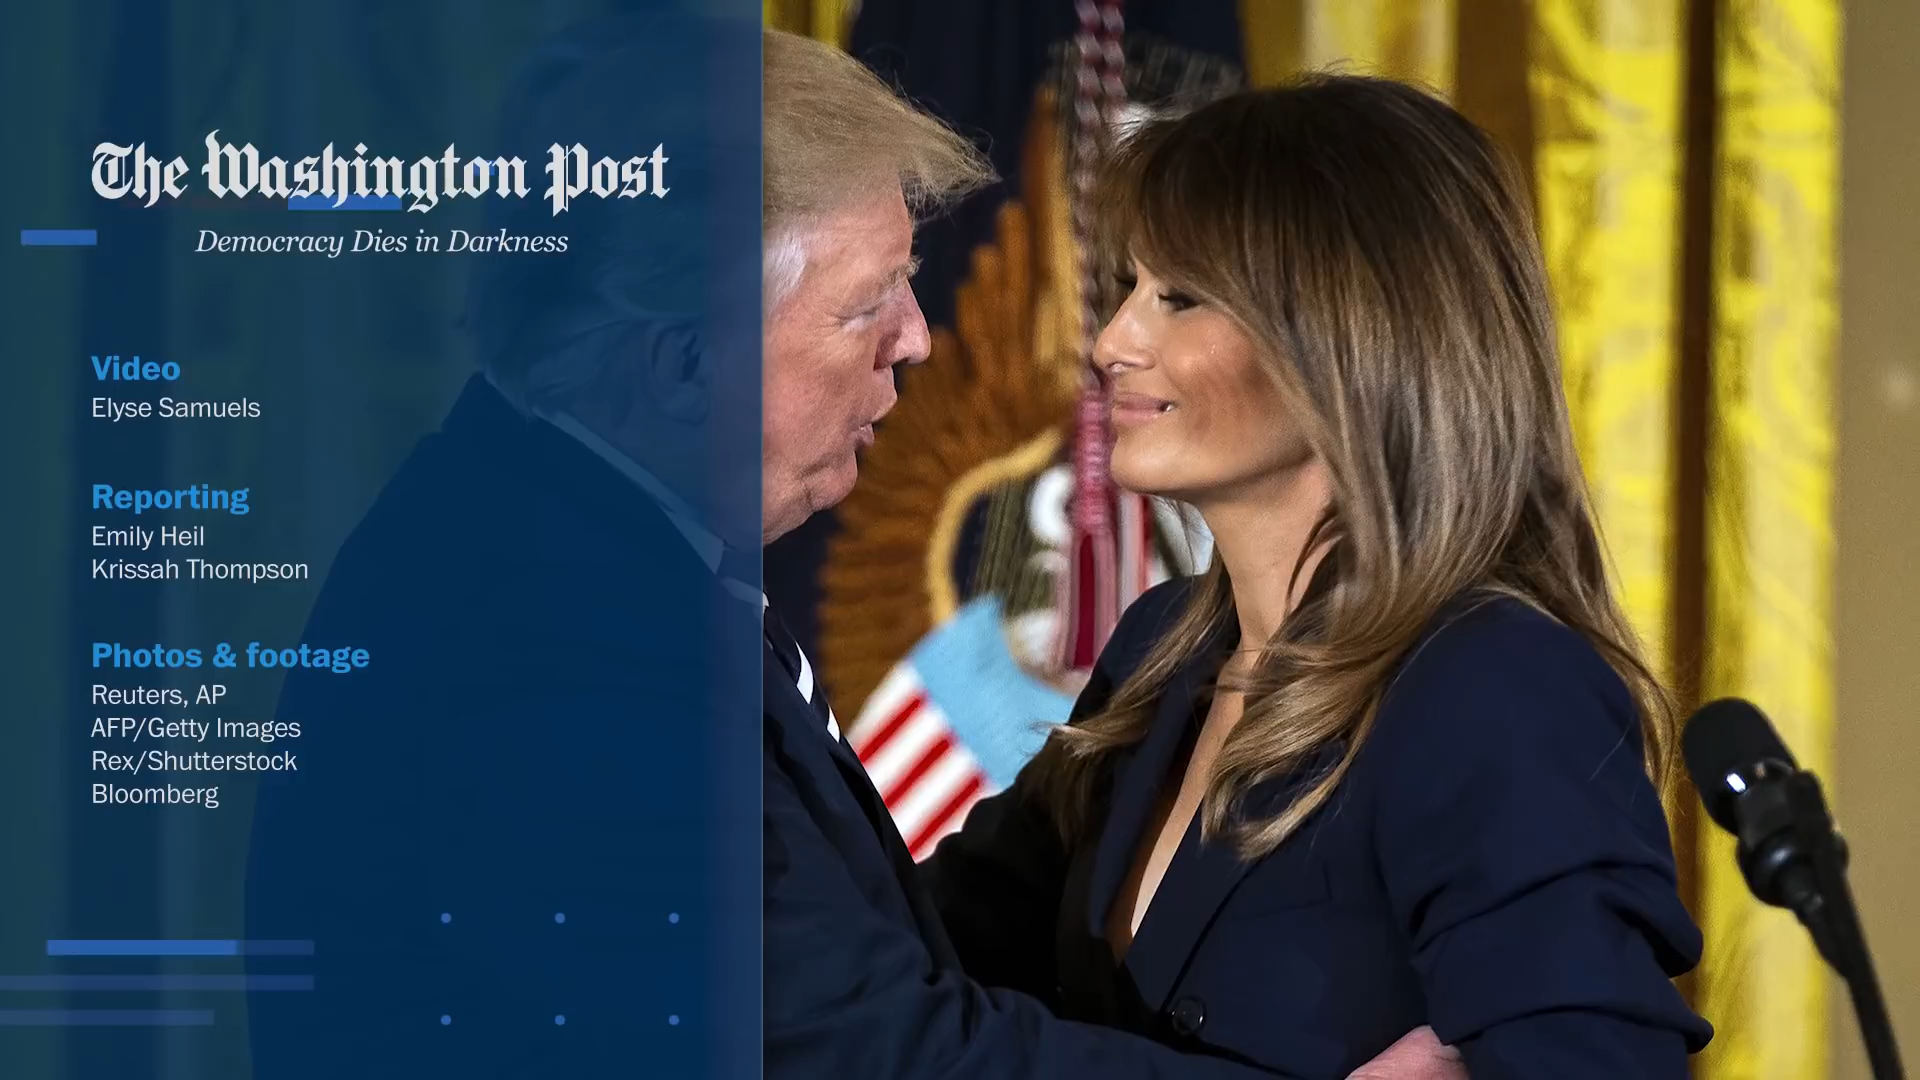 The Washington Post
Democracy Dies in Darkness
Video
Elyse Samuels
Reporting
Emily Heil
Krissah Thompson
Photos & footage
Reuters, AP
AFP/Getty Images
Rex/Shutterstock
Bloomberg